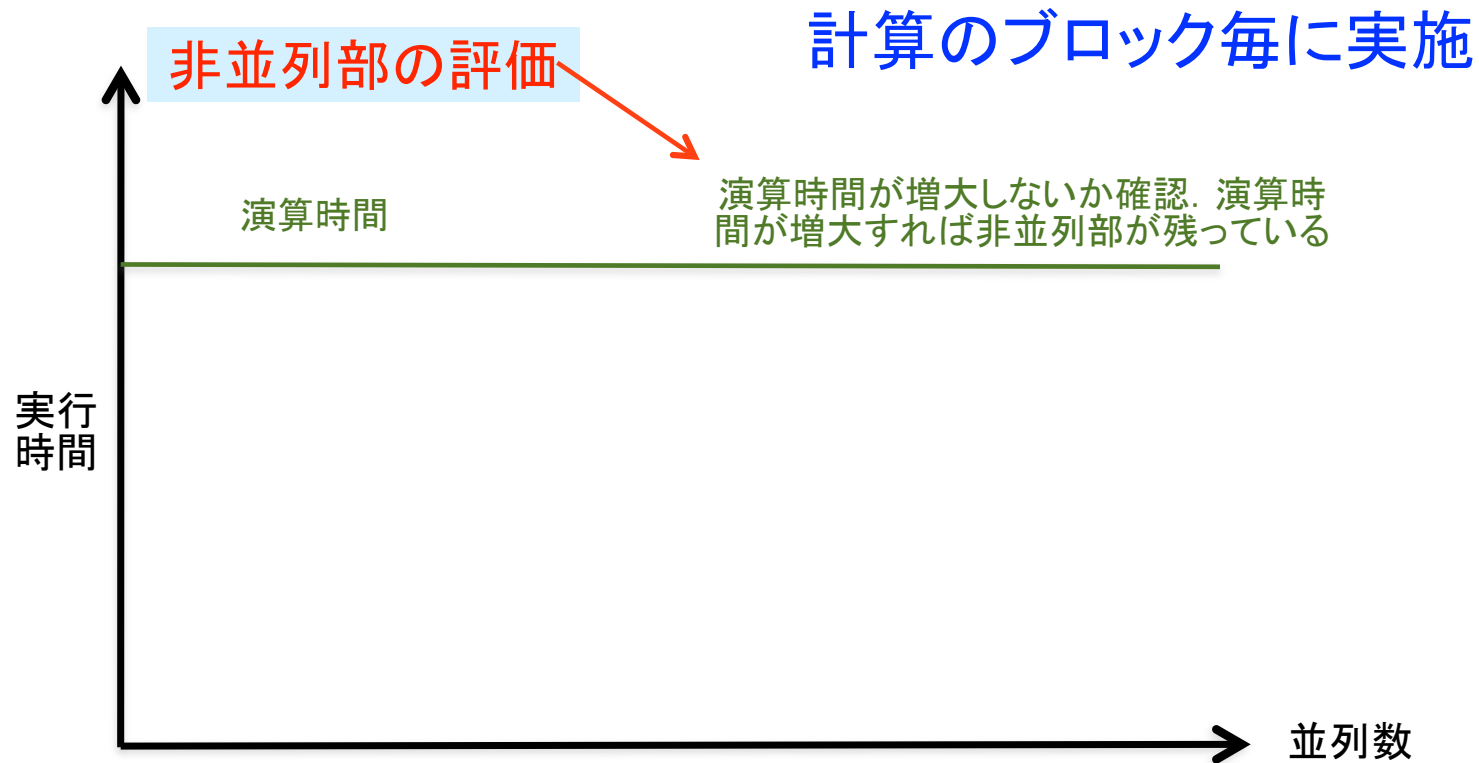 計算のブロック毎に実施
非並列部の評価
演算時間
演算時間が増大しないか確認. 演算時
間が増大すれば非並列部が残っている
実行
時間
並列数